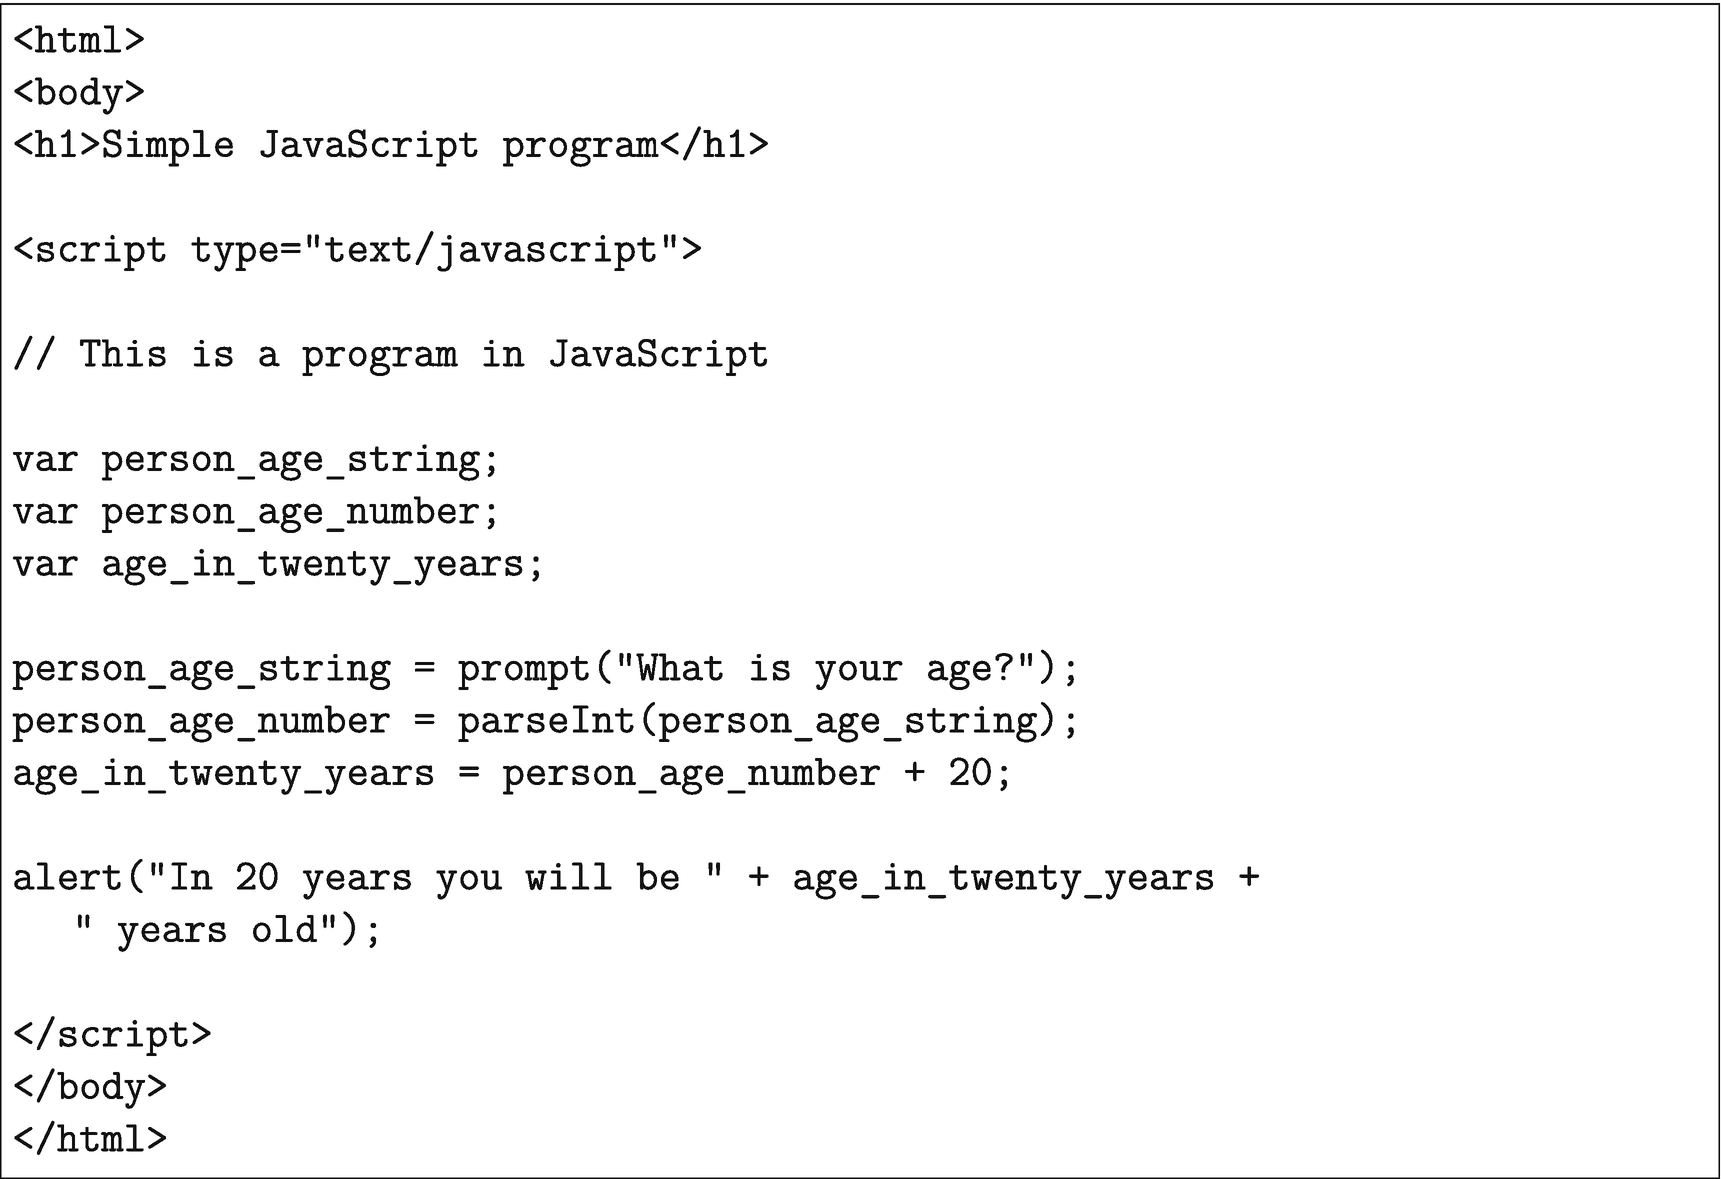 <html>
<body>
<h1>Simple JavaScript program</h1>
<script type="text/javascript">
// This is a program in JavaScript
var person_age_string;
var person_age_number;
var age_in_twenty_years;
person_age_string = prompt("What is your age?");
person_age_number = parseInt(person_age_string);
age_in_twenty_years = person_age_number + 20;
alert("In 20 years you will be " + age_in_twenty_years +
   " years old");
</script>
</body>
</html>